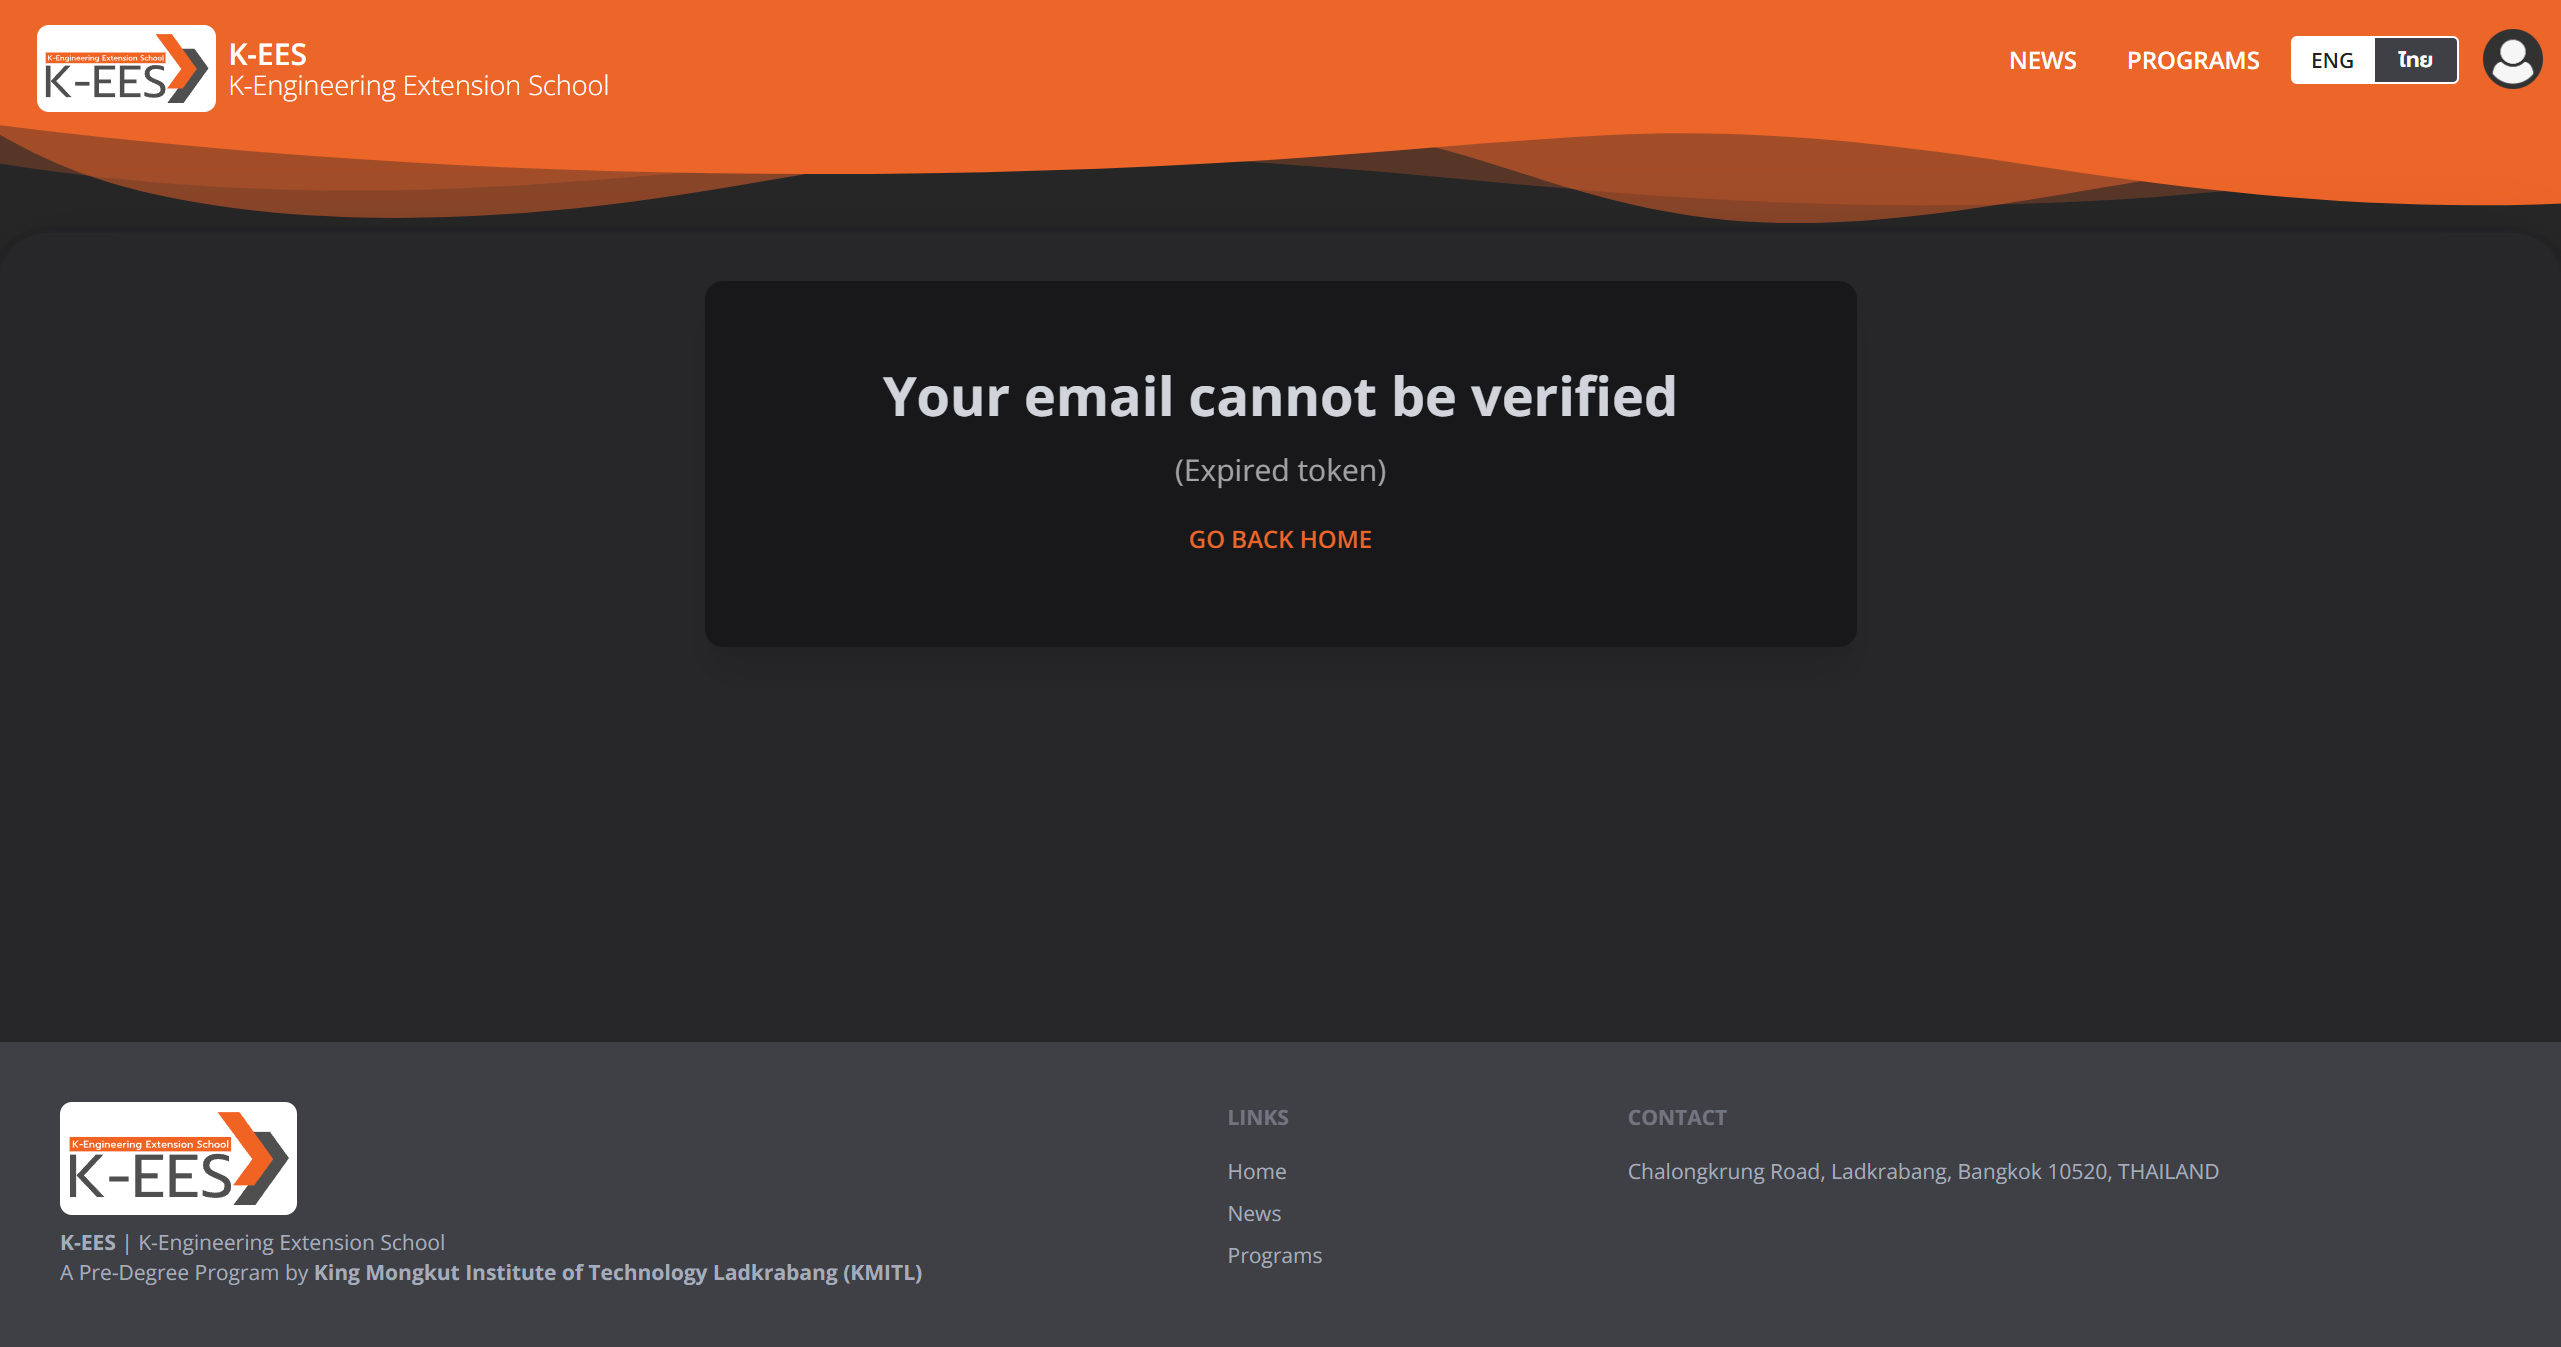 K-Engineering Extension School
K-EES
K-EES
K-Engineering Extension School
NEWS
PROGRAMS
ENG
ไทย
Your email cannot be verified
(Expired token)
GO BACK HOME
K-Engineering Extension School
K-EES
K-EES | K-Engineering Extension School
A Pre-Degree Program by King Mongkut Institute of Technology Ladkrabang (KMITL)
LINKS
Home
News
Programs
CONTACT
Chalongkrung Road, Ladkrabang, Bangkok 10520, THAILAND